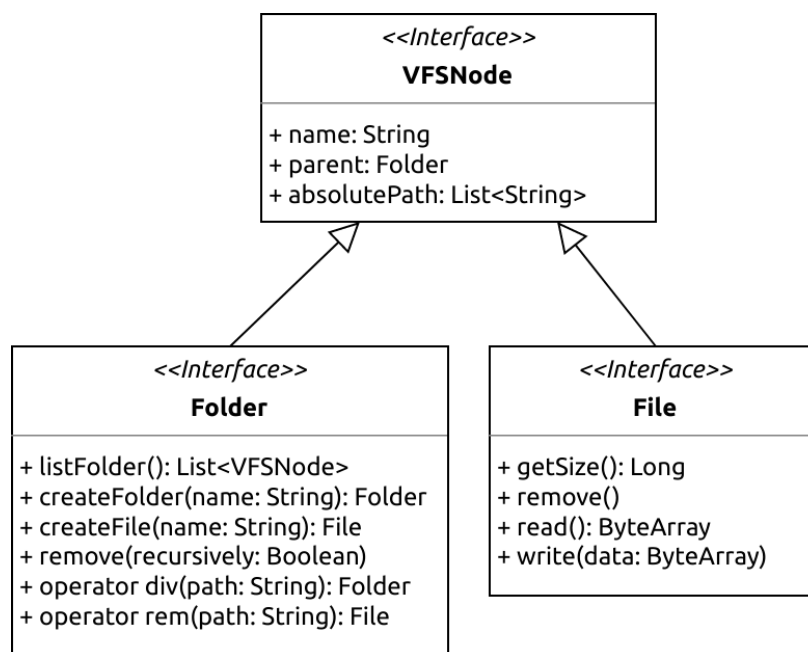 <<Interface>>
VFSNode
+ name: String
+ parent: Folder
+ absolutePath: List<String>
<<Interface>>
Folder
+ listFolder(): List<VFSNode>
+ createFolder(name: String): Folder
+ createFile(name: String): File
+ remove(recursively: Boolean)
+ operator div(path: String): Folder
+ operator rem(path: String): File
<<Interface>>
File
+ getSize(): Long
+ remove()
+ read(): ByteArray
+ write(data: ByteArray)